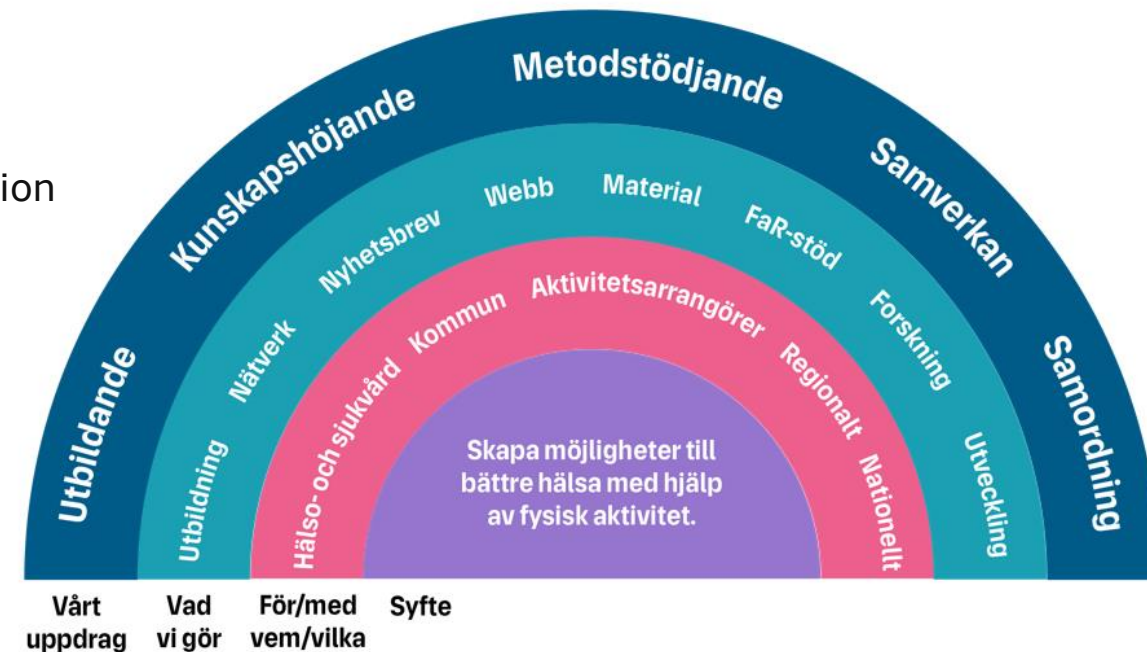 ion
Utbildande
Kunskapshöjande
Metodstödjande
Samverkan
Samordning
Utbildning
Nätverk
Nyhetsbrev
Webb
Material
FaR-stöd
Forskning
Utveckling
Hälso- och sjukvård
Kommun
Aktivitetsarrangörer
Regionalt
Nationellt
Skapa möjligheter till
bättre hälsa med hjälp
av fysisk aktivitet.
Vårt
uppdrag
Vad
vi gör
För/med
vem/vilka
Syfte